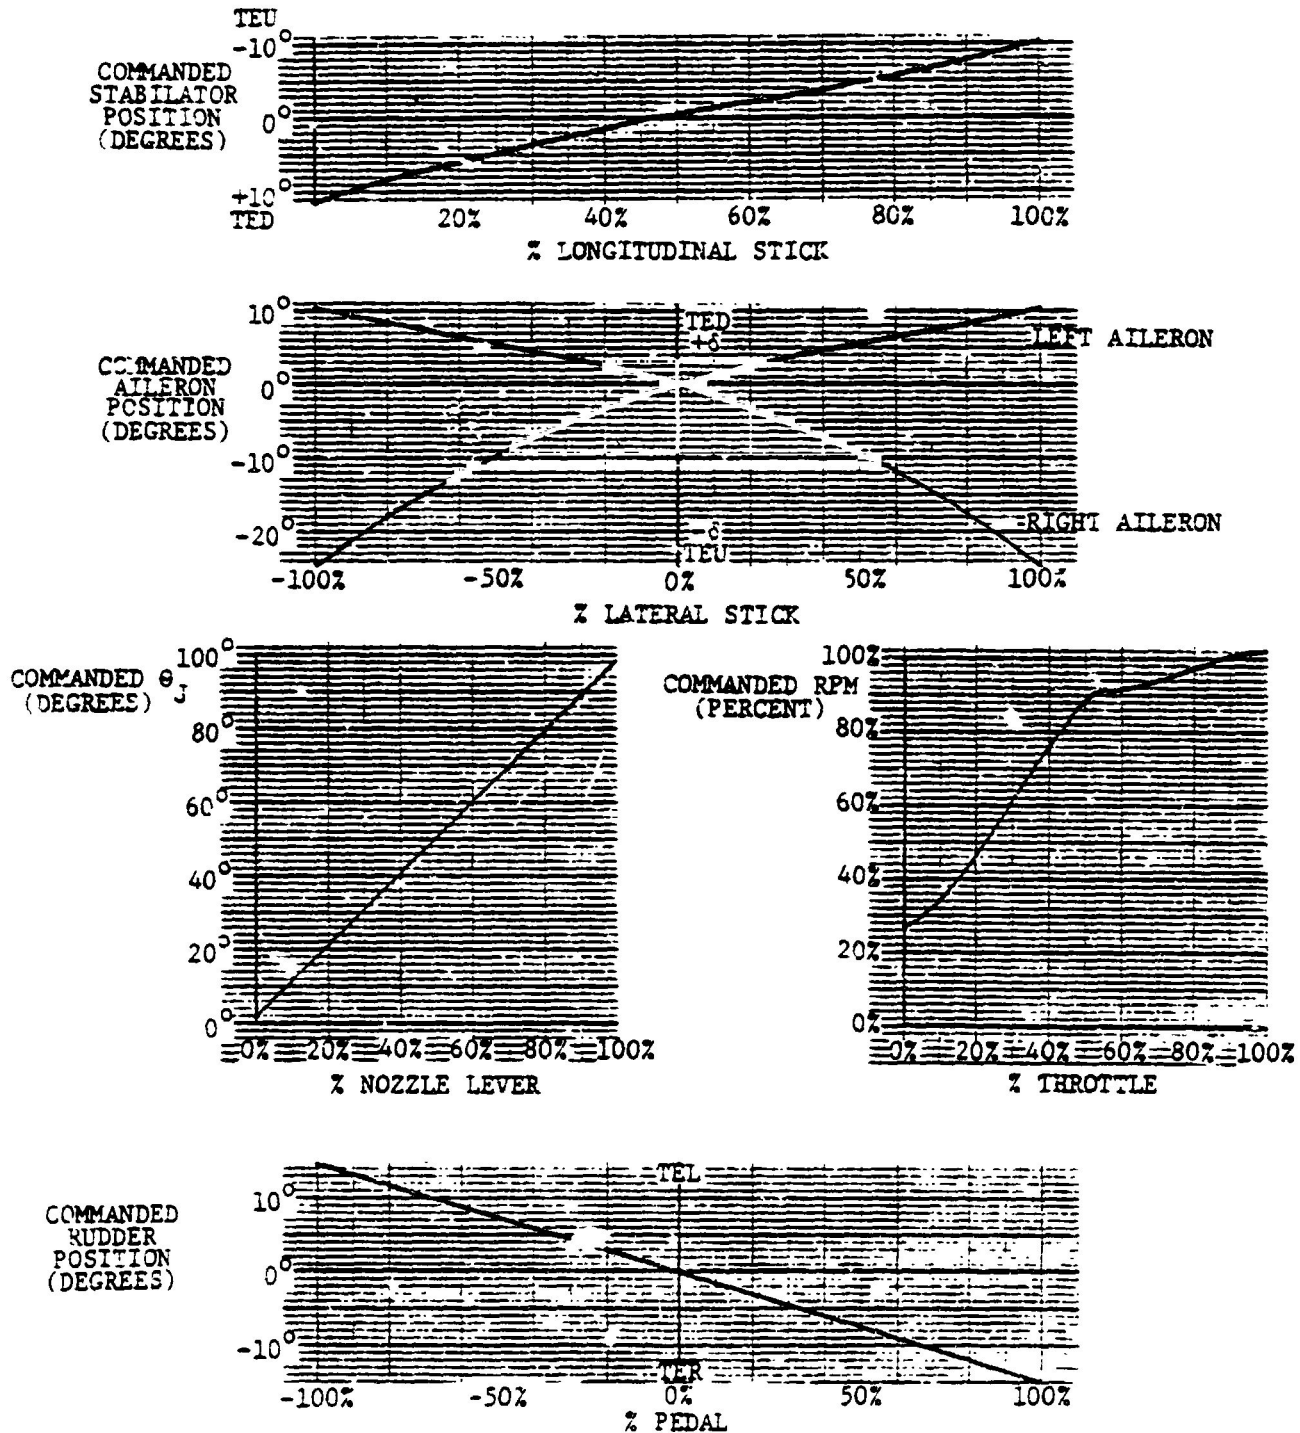 TEU
-10°
COMMANDED
STABILATOR
POSITION
(DEGREES)
0°
+10°
TED
20% 40% 60% 80% 100%
% LONGITUDINAL STICK
10°
TED
+δ
LEFT AILERON
COMMANDED
AILERON
POSITION
(DEGREES)
0°
-10°
-20°
-δ
TEU
RIGHT AILERON
-100% -50% 0% 50% 100%
% LATERAL STICK
COMMANDED θJ
(DEGREES)
100°
80°
60°
40°
20°
0°
0% 20% 40% 60% 80% 100%
% NOZZLE LEVER
COMMANDED RPM
(PERCENT)
100%
80%
60%
40%
20%
0%
0% 20% 40% 60% 80% 100%
% THROTTLE
COMMANDED
RUDDER
POSITION
(DEGREES)
TEL
10°
0°
-10°
TER
-100% -50% 0% 50% 100%
% PEDAL